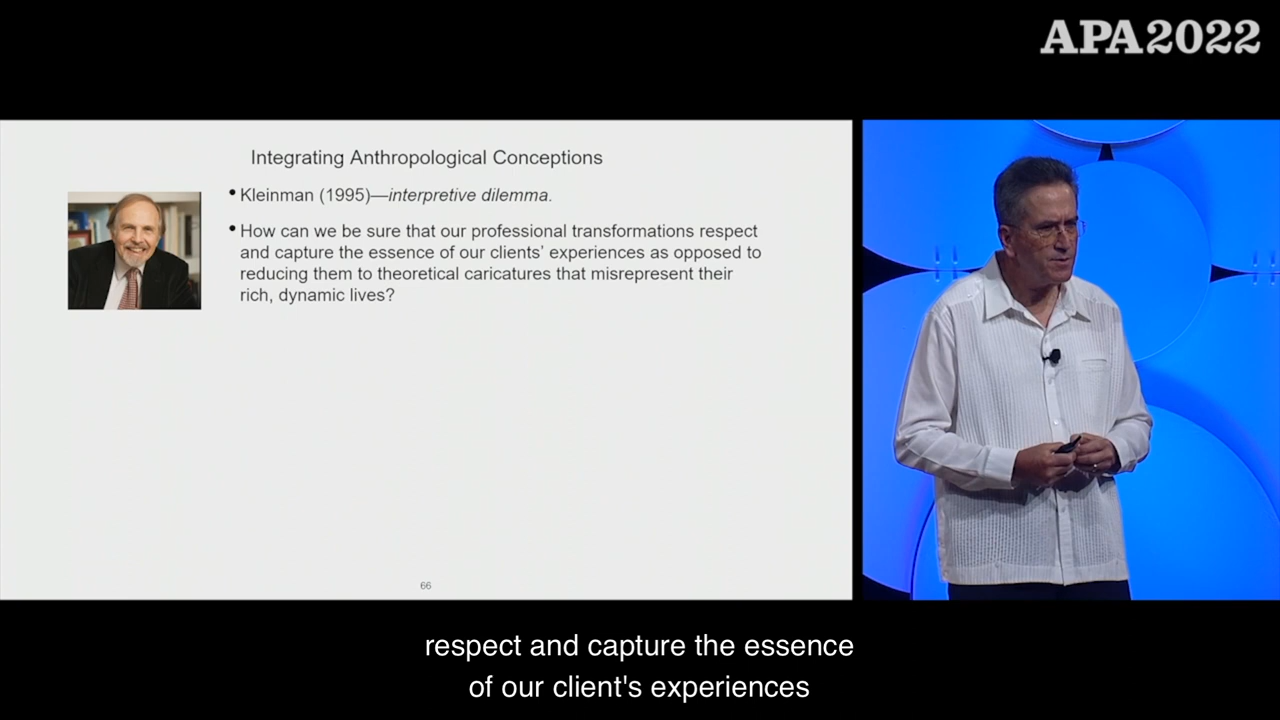 APA2022
Integrating Anthropological Conceptions
• Kleinman (1995)—interpretive dilemma.
• How can we be sure that our professional transformations respect
and capture the essence of our clients’ experiences as opposed to
reducing them to theoretical caricatures that misrepresent their
rich, dynamic lives?
66
respect and capture the essence
of our client's experiences